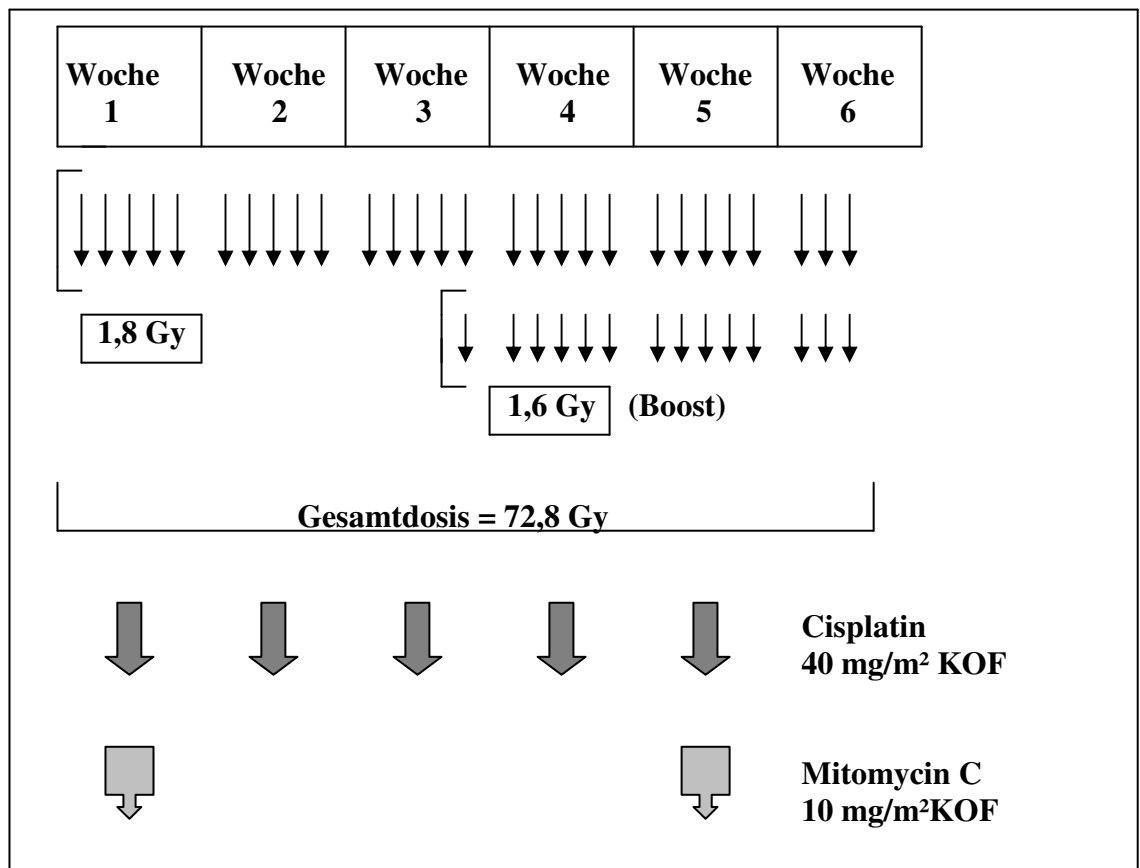 Woche Woche Woche Woche Woche Woche
1 2 3 4 5 6
1,8 Gy
1,6 Gy (Boost)
Gesamtdosis = 72,8 Gy
Cisplatin
40 mg/m² KOF
Mitomycin C
10 mg/m²KOF